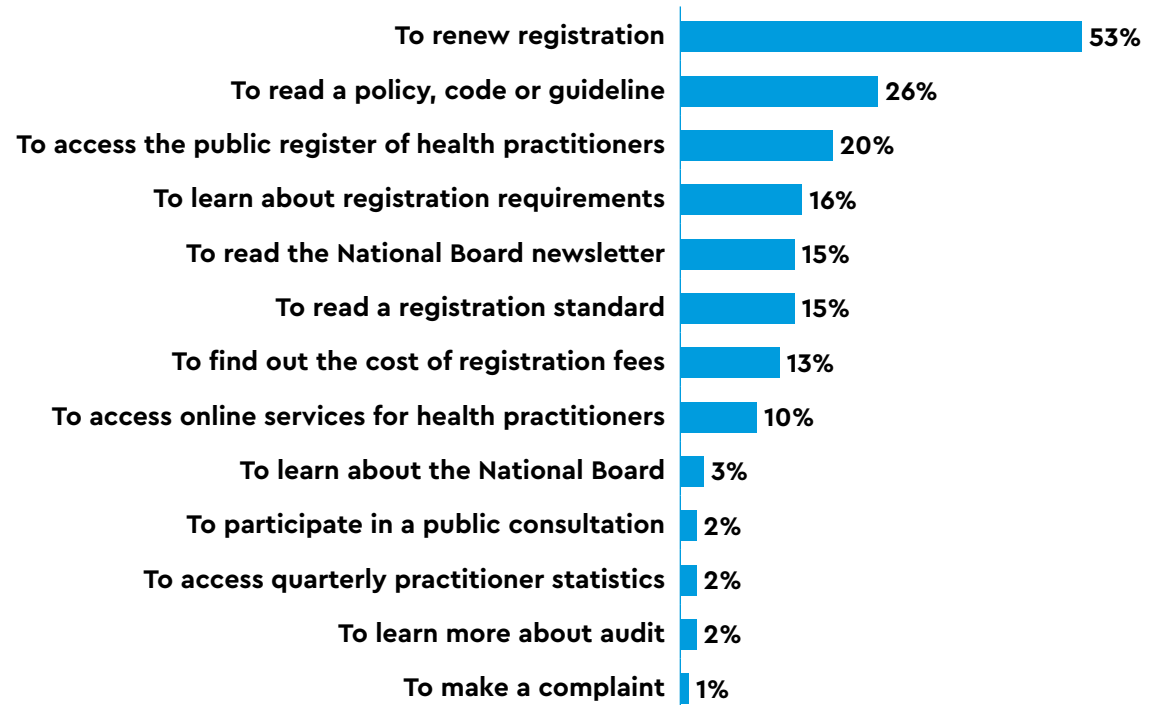 To renew registration 53%
To read a policy, code or guideline 26%
To access the public register of health practitioners 20%
To learn about registration requirements 16%
To read the National Board newsletter 15%
To read a registration standard 15%
To find out the cost of registration fees 13%
To access online services for health practitioners 10%
To learn about the National Board 3%
To participate in a public consultation 2%
To access quarterly practitioner statistics 2%
To learn more about audit 2%
To make a complaint 1%